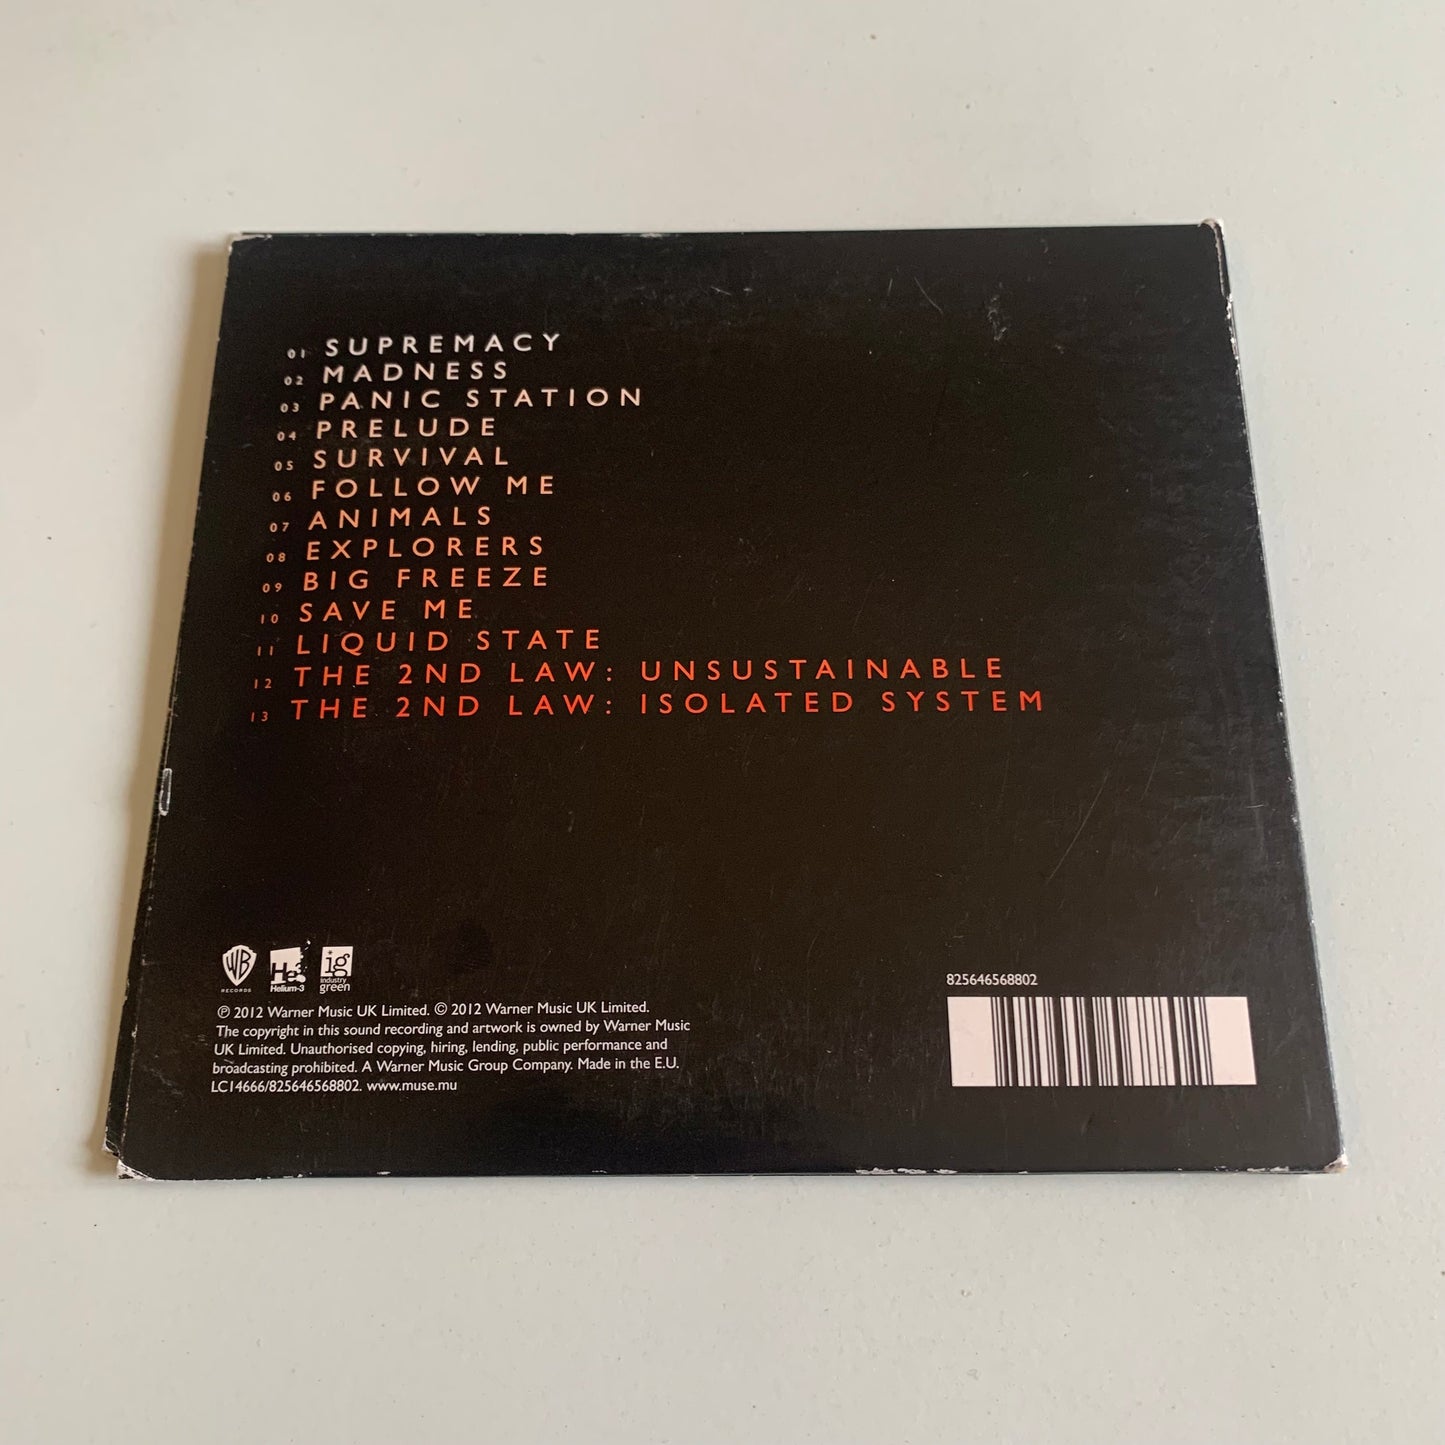 01 SUPREMACY
02 MADNESS
03 PANIC STATION
04 PRELUDE
05 SURVIVAL
06 FOLLOW ME
07 ANIMALS
08 EXPLORERS
09 BIG FREEZE
10 SAVE ME
11 LIQUID STATE
12 THE 2ND LAW: UNSUSTAINABLE
13 THE 2ND LAW: ISOLATED SYSTEM
WB RECORDS
He3 Helium-3
ig industry green
℗ 2012 Warner Music UK Limited. © 2012 Warner Music UK Limited.
The copyright in this sound recording and artwork is owned by Warner Music
UK Limited. Unauthorised copying, hiring, lending, public performance and
broadcasting prohibited. A Warner Music Group Company. Made in the E.U.
LC14666/825646568802. www.muse.mu
825646568802